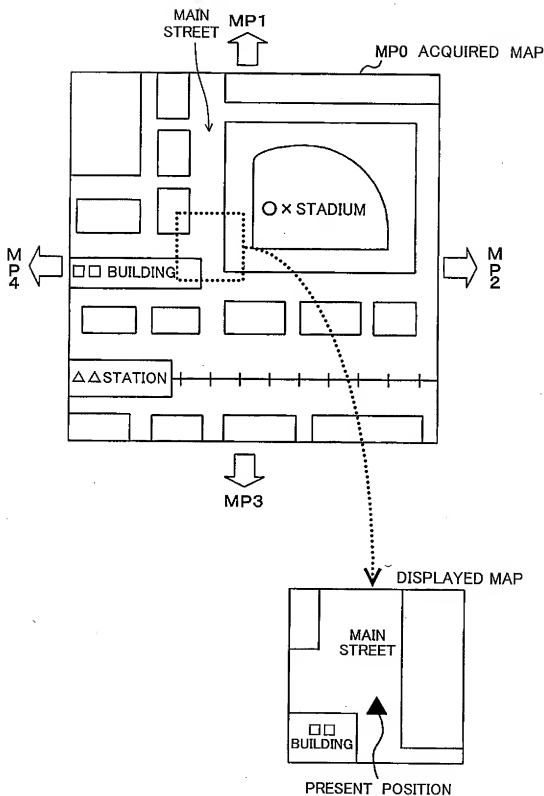 MAIN
STREET
MP1
MP0 ACQUIRED MAP
○ × STADIUM
MP4
□ □ BUILDING
MP2
△ △ STATION
MP3
DISPLAYED MAP
MAIN
STREET
□ □
BUILDING
PRESENT POSITION